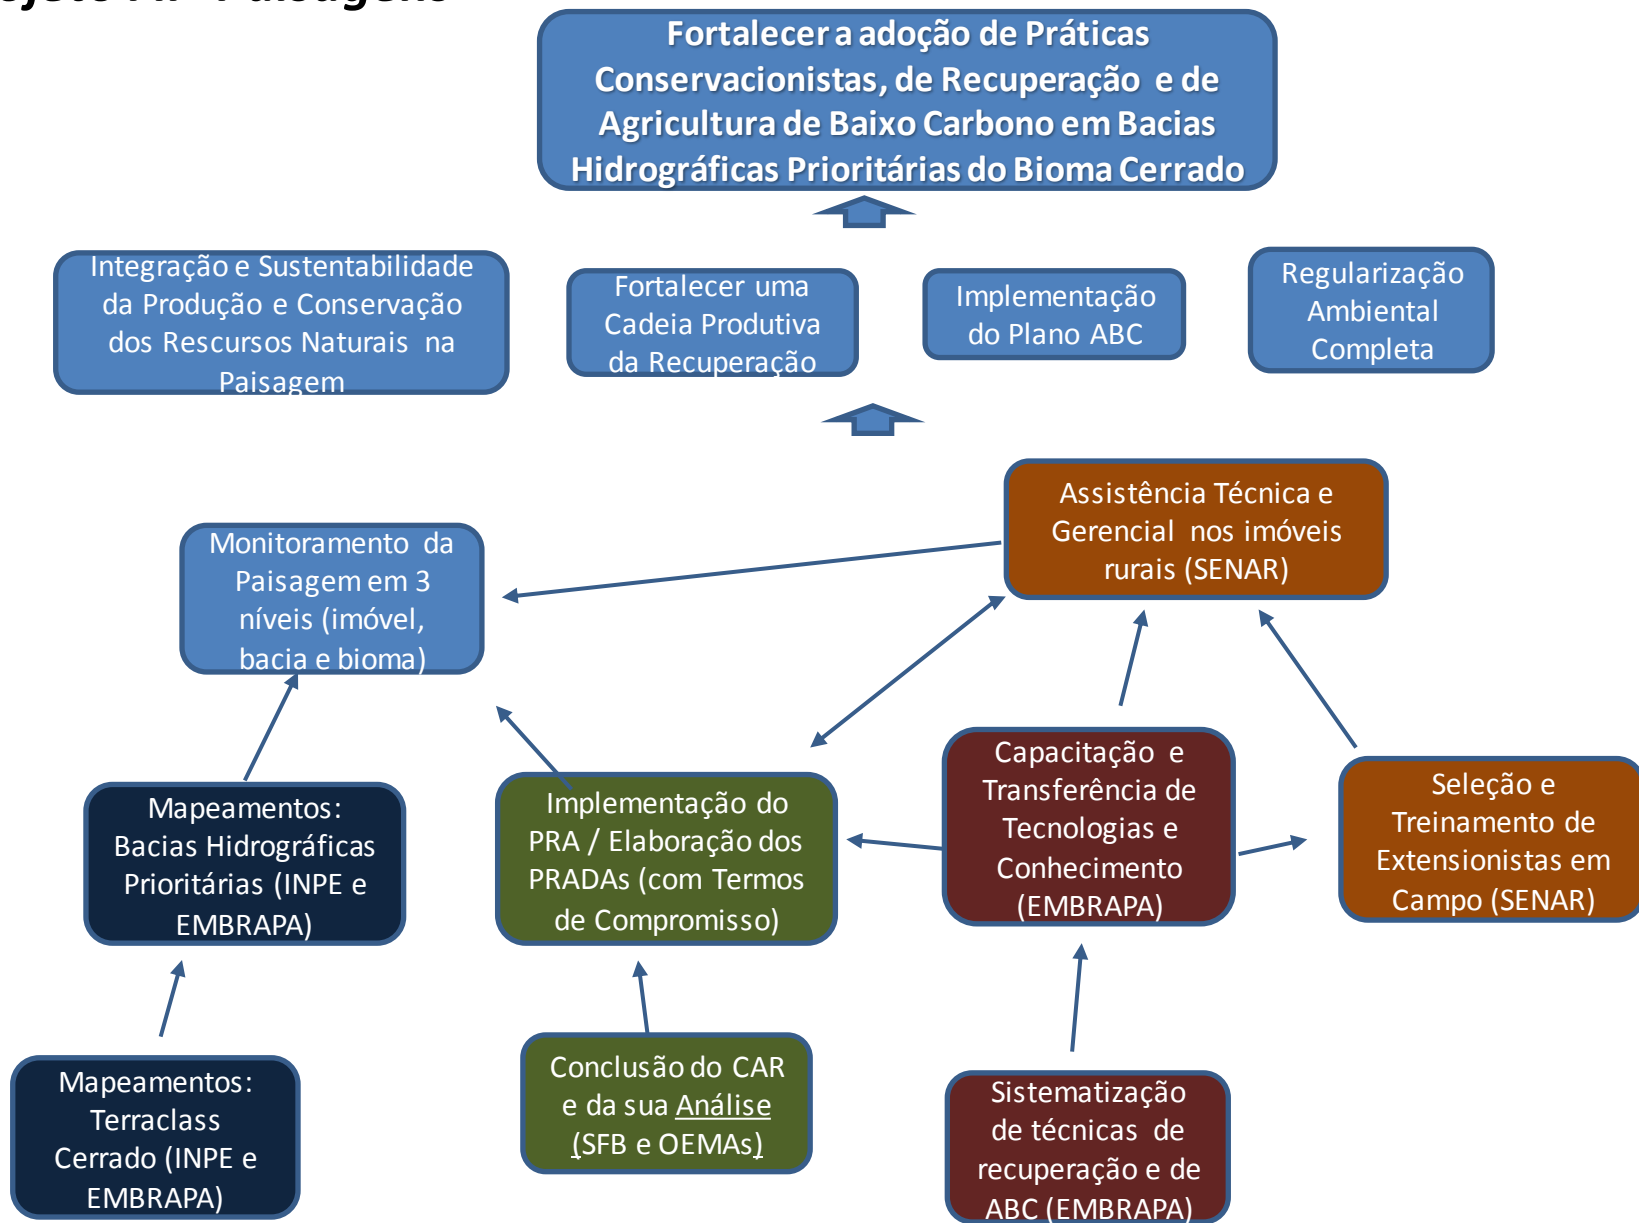 Fortalecer a adoção de Práticas
Conservacionistas, de Recuperação e de
Agricultura de Baixo Carbono em Bacias
Hidrográficas Prioritárias do Bioma Cerrado
Integração e Sustentabilidade
da Produção e Conservação
dos Rescursos Naturais na
Paisagem
Fortalecer uma
Cadeia Produtiva
da Recuperação
Implementação
do Plano ABC
Regularização
Ambiental
Completa
Assistência Técnica e
Gerencial nos imóveis
rurais (SENAR)
Monitoramento da
Paisagem em 3
níveis (imóvel,
bacia e bioma)
Mapeamentos:
Bacias Hidrográficas
Prioritárias (INPE e
EMBRAPA)
Implementação do
PRA / Elaboração dos
PRADAs (com Termos
de Compromisso)
Capacitação e
Transferência de
Tecnologias e
Conhecimento
(EMBRAPA)
Seleção e
Treinamento de
Extensionistas em
Campo (SENAR)
Mapeamentos:
Terraclass
Cerrado (INPE e
EMBRAPA)
Conclusão do CAR
e da sua Análise
(SFB e OEMAs)
Sistematização
de técnicas de
recuperação e de
ABC (EMBRAPA)